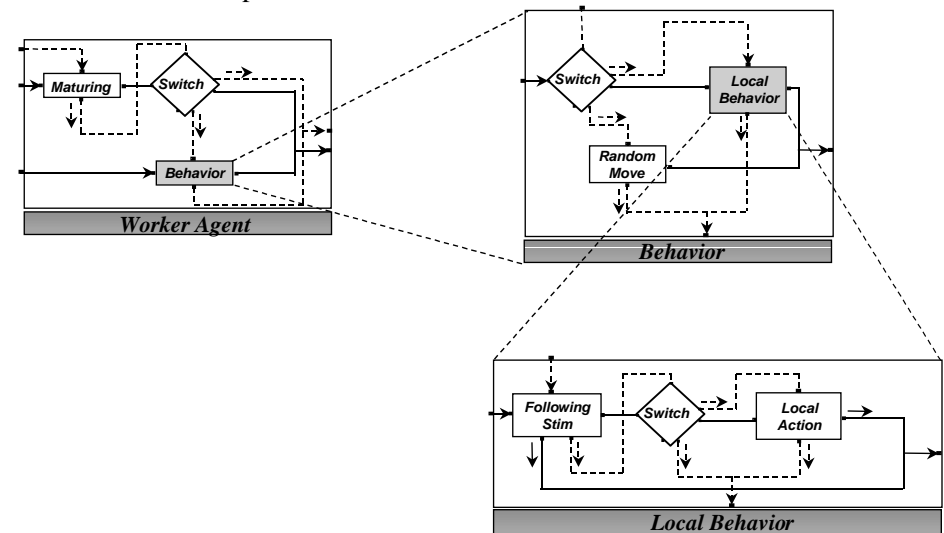 Maturing
Switch
Behavior
Worker Agent
Switch
Local
Behavior
Random
Move
Behavior
Following
Stim
Switch
Local
Action
Local Behavior